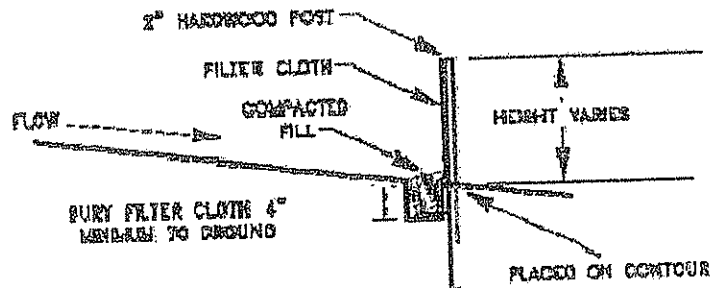 2" HARDWOOD POST
FILTER CLOTH
COMPACTED
FILL
FLOW
HEIGHT VARIES
BURY FILTER CLOTH 4"
MINIMUM TO GROUND
PLACED ON CONTOUR